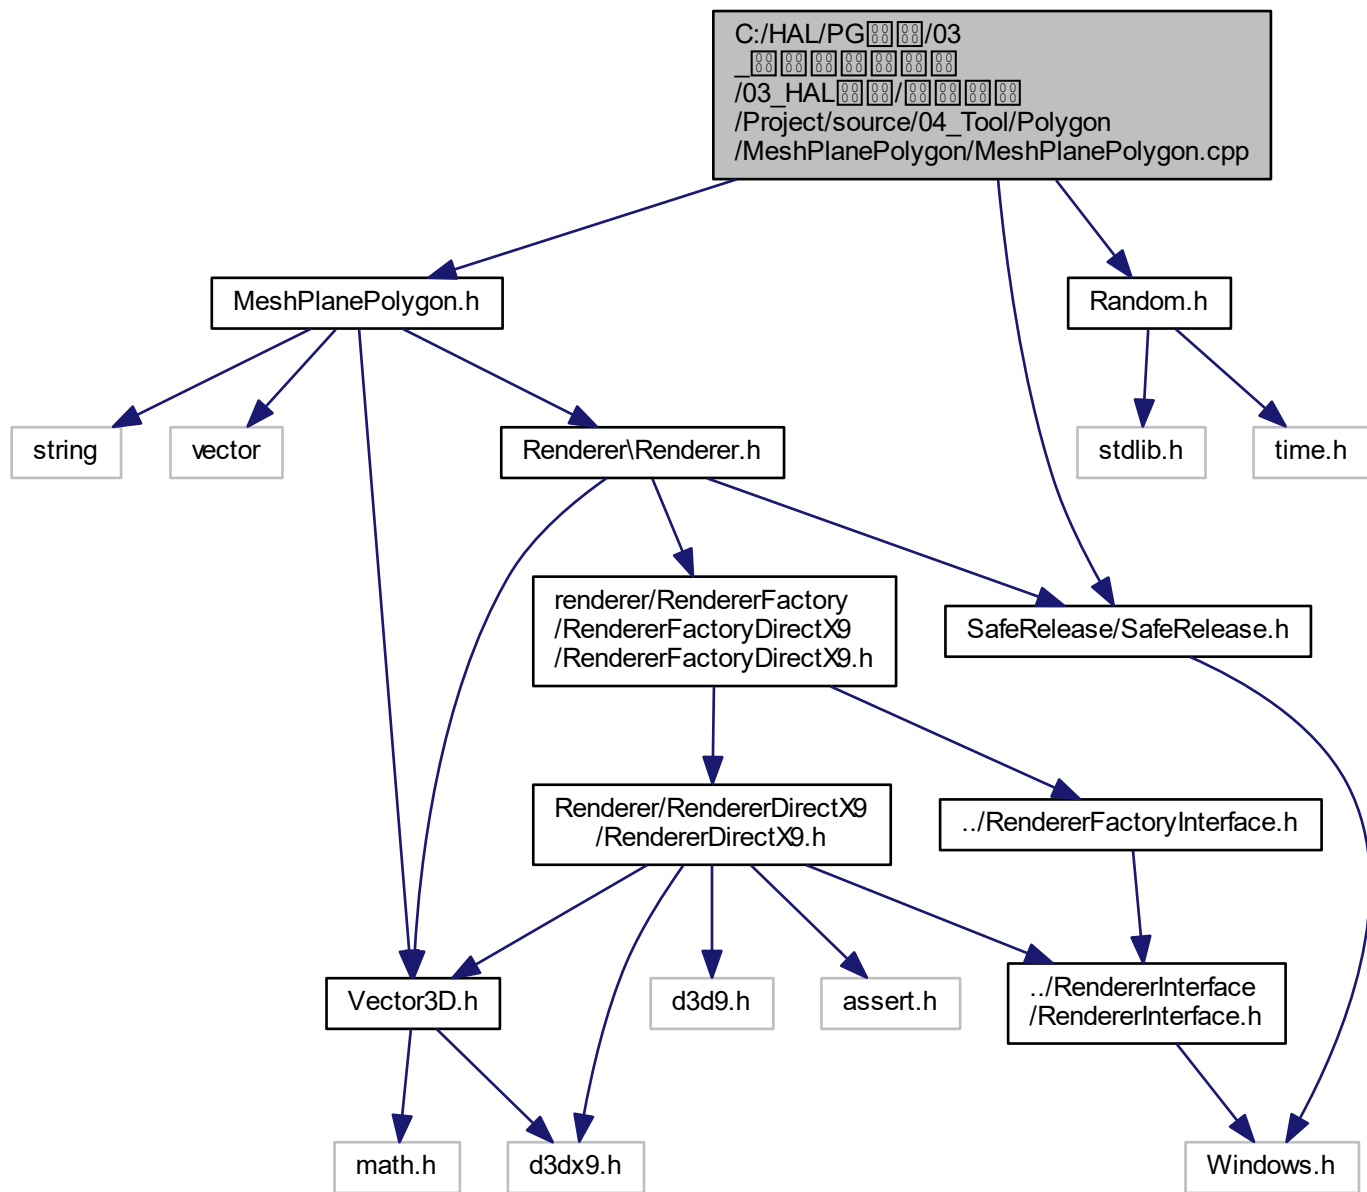 C:/HAL/PG/03
_
/03_HAL/
/Project/source/04_Tool/Polygon
/MeshPlanePolygon/MeshPlanePolygon.cpp
MeshPlanePolygon.h
Random.h
string
vector
Renderer\Renderer.h
stdlib.h
time.h
renderer/RendererFactory
/RendererFactoryDirectX9
/RendererFactoryDirectX9.h
SafeRelease/SafeRelease.h
Renderer/RendererDirectX9
/RendererDirectX9.h
../RendererFactoryInterface.h
Vector3D.h
d3d9.h
assert.h
../RendererInterface
/RendererInterface.h
math.h
d3dx9.h
Windows.h